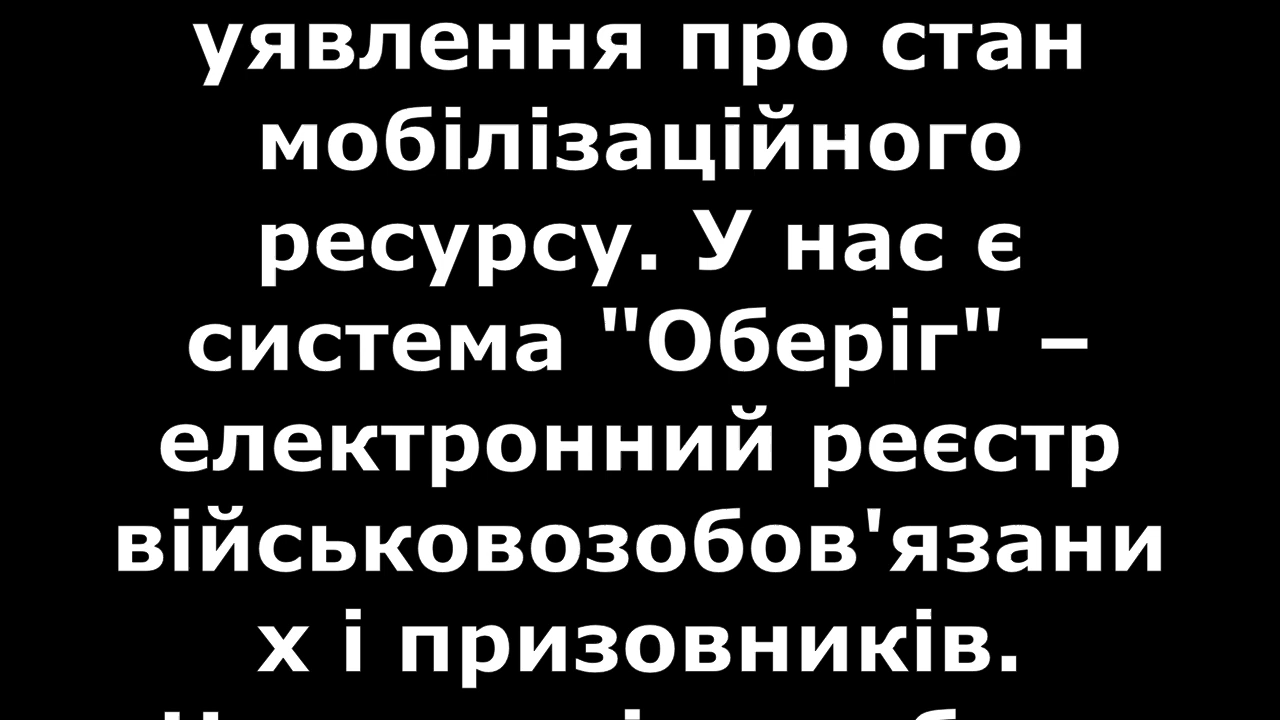 уявлення про стан
мобілізаційного
ресурсу. У нас є
система "Оберіг" –
електронний реєстр
військовозобов'язани
х і призовників.